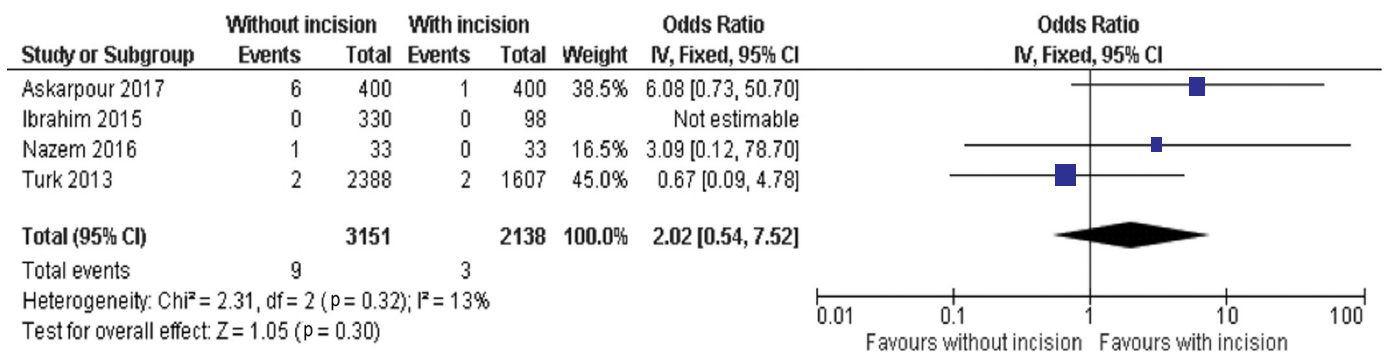 Without incision With incision Odds Ratio Odds Ratio
Study or Subgroup Events Total Events Total Weight IV, Fixed, 95% CI IV, Fixed, 95% CI
Askarpour 2017 6 400 1 400 38.5% 6.08 [0.73, 50.70]
Ibrahim 2015 0 330 0 98 Not estimable
Nazem 2016 1 33 0 33 16.5% 3.09 [0.12, 78.70]
Turk 2013 2 2388 2 1607 45.0% 0.67 [0.09, 4.78]
Total (95% CI) 3151 2138 100.0% 2.02 [0.54, 7.52]
Total events 9 3
Heterogeneity: Chi² = 2.31, df = 2 (p = 0.32); I² = 13%
Test for overall effect: Z = 1.05 (p = 0.30)
0.01 0.1 1 10 100
Favours without incision Favours with incision